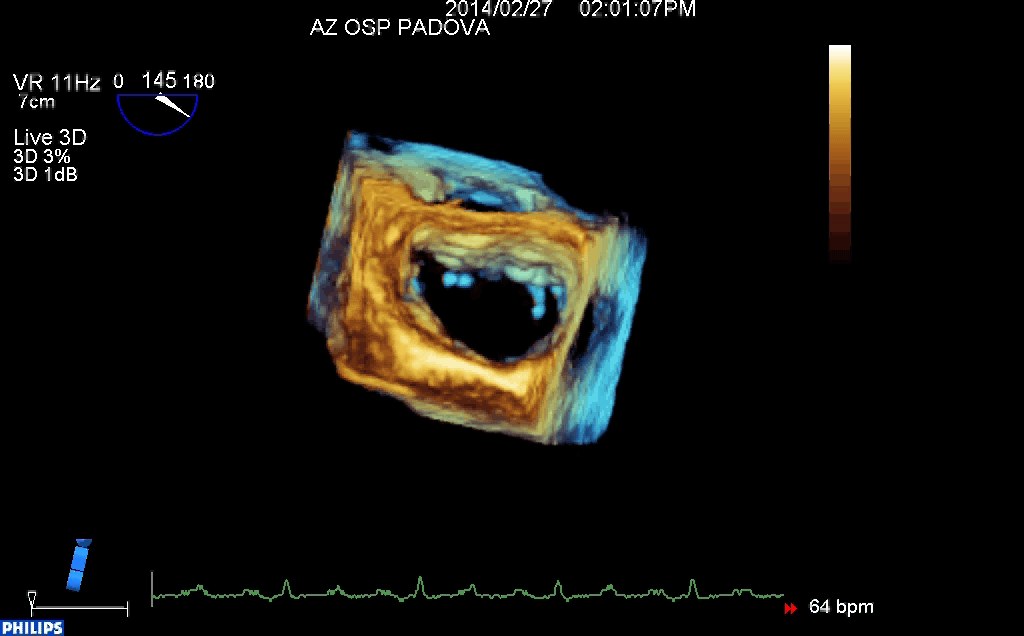 2014/02/27 02:01:07PM
AZ OSP PADOVA
VR 11Hz 0 145 180
7cm
Live 3D
3D 3%
3D 1dB
64 bpm
PHILIPS